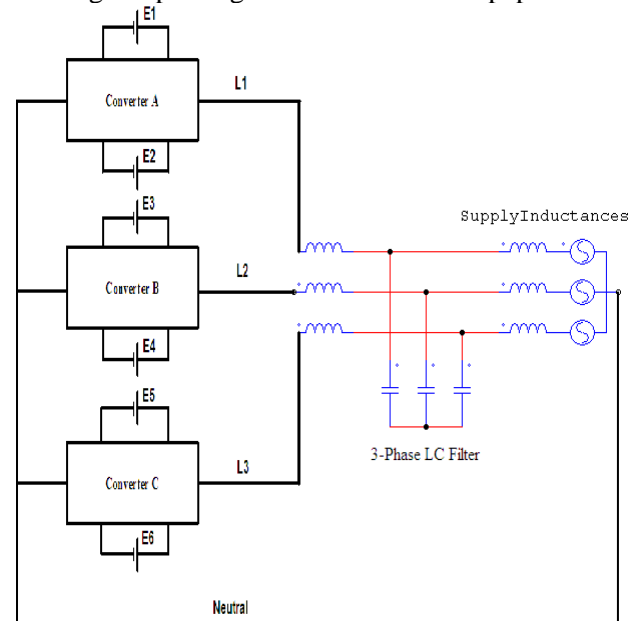 E1
Converter A
L1
E2
E3
SupplyInductances
Converter B
L2
E4
E5
3-Phase LC Filter
Converter C
L3
E6
Neutral